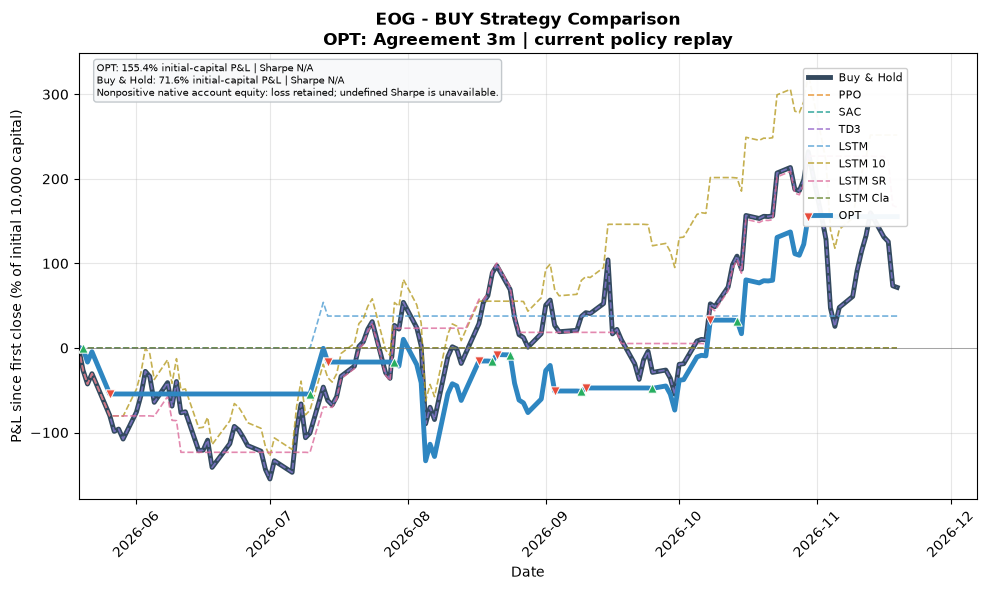 EOG - BUY Strategy Comparison
OPT: Agreement 3m | current policy replay
OPT: 155.4% initial-capital P&L | Sharpe N/A
Buy & Hold: 71.6% initial-capital P&L | Sharpe N/A
Nonpositive native account equity: loss retained; undefined Sharpe is unavailable.
Buy & Hold
PPO
SAC
TD3
LSTM
LSTM 10
LSTM SR
LSTM Cla
OPT
P&L since first close (% of initial 10,000 capital)
300
200
100
0
−100
2026-06
2026-07
2026-08
2026-09
2026-10
2026-11
2026-12
Date